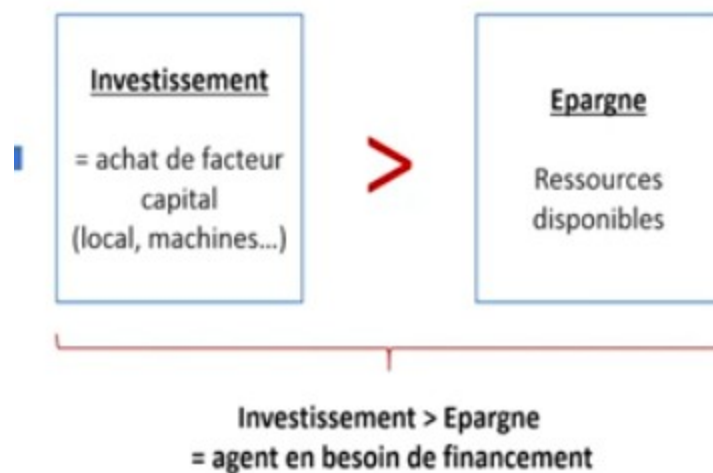 Investissement
= achat de facteur
capital
(local, machines...)
>
Epargne
Ressources
disponibles
Investissement > Epargne
= agent en besoin de financement